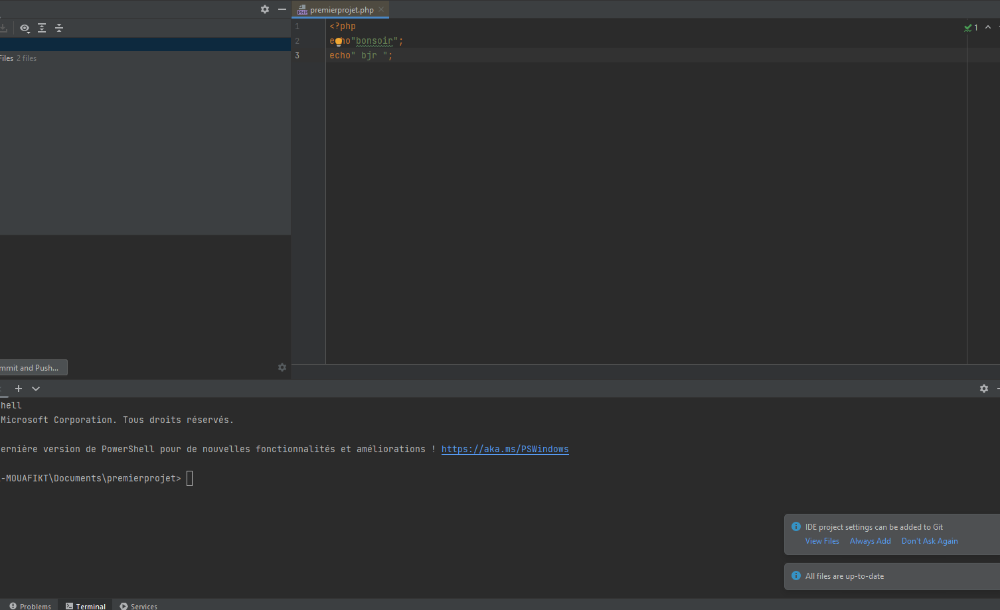 premierprojet.php
1 <?php
2 echo"bonsoir";
3 echo" bjr ";
1
Files 2 files
mmit and Push...
hell
Microsoft Corporation. Tous droits réservés.
ernière version de PowerShell pour de nouvelles fonctionnalités et améliorations ! https://aka.ms/PSWindows
-MOUAFIKT\Documents\premierprojet>
IDE project settings can be added to Git
View Files Always Add Don't Ask Again
All files are up-to-date
Problems Terminal Services